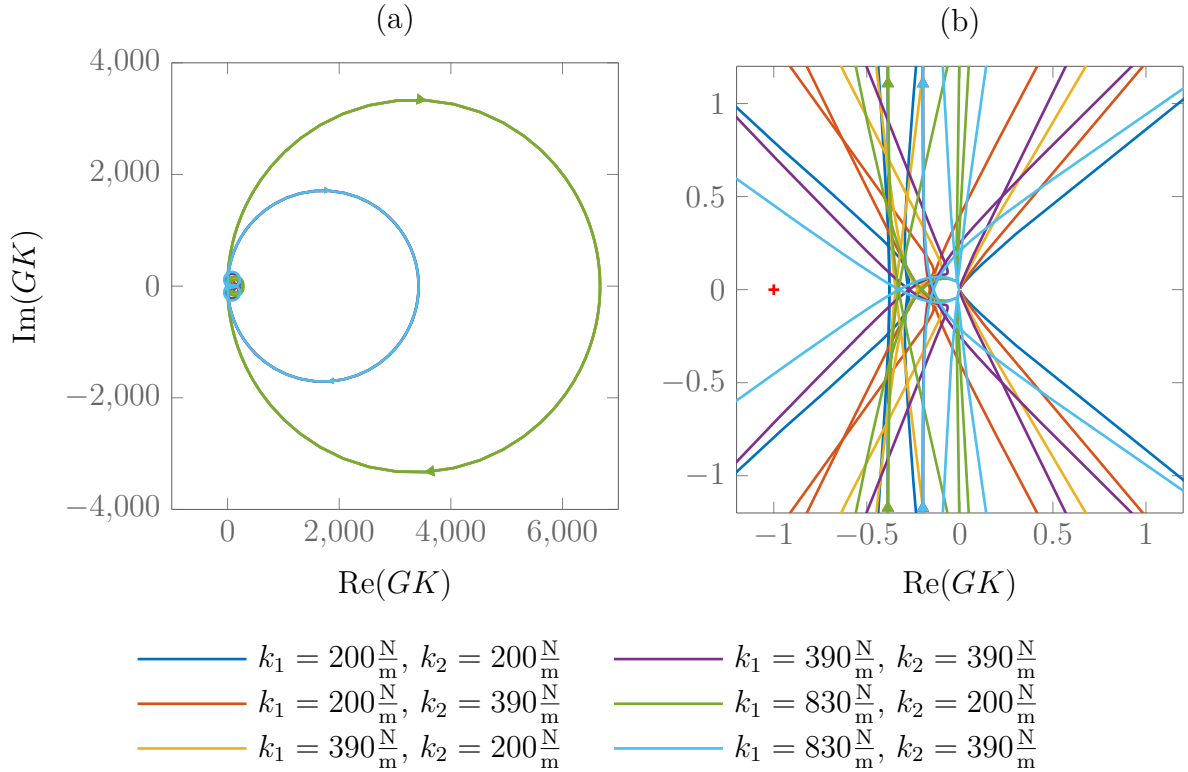 (a)
(b)
4,000
2,000
0
−2,000
−4,000
Im(GK)
0 2,000 4,000 6,000
Re(GK)
1
0.5
0
−0.5
−1
−1 −0.5 0 0.5 1
Re(GK)
k₁ = 200 N/m, k₂ = 200 N/m
k₁ = 200 N/m, k₂ = 390 N/m
k₁ = 390 N/m, k₂ = 200 N/m
k₁ = 390 N/m, k₂ = 390 N/m
k₁ = 830 N/m, k₂ = 200 N/m
k₁ = 830 N/m, k₂ = 390 N/m